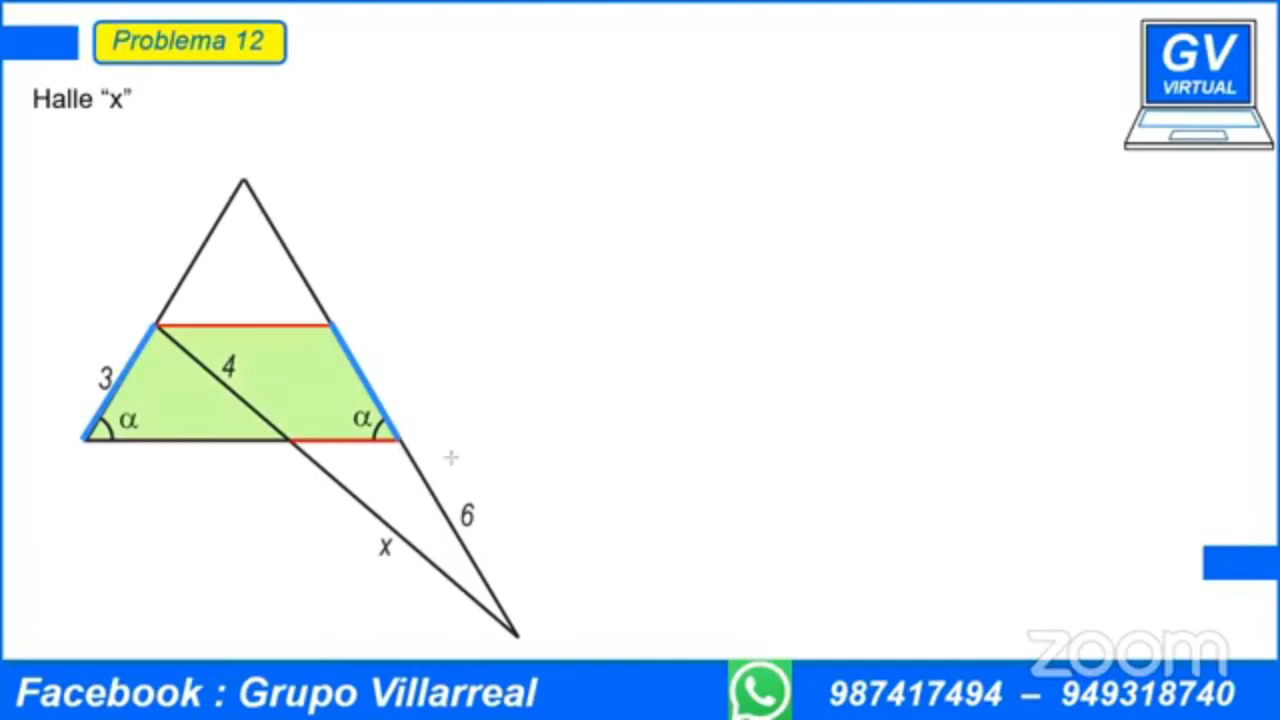 Problema 12
GV
VIRTUAL
Halle “x”
3
4
α
α
6
x
zoom
Facebook : Grupo Villarreal
987417494 – 949318740